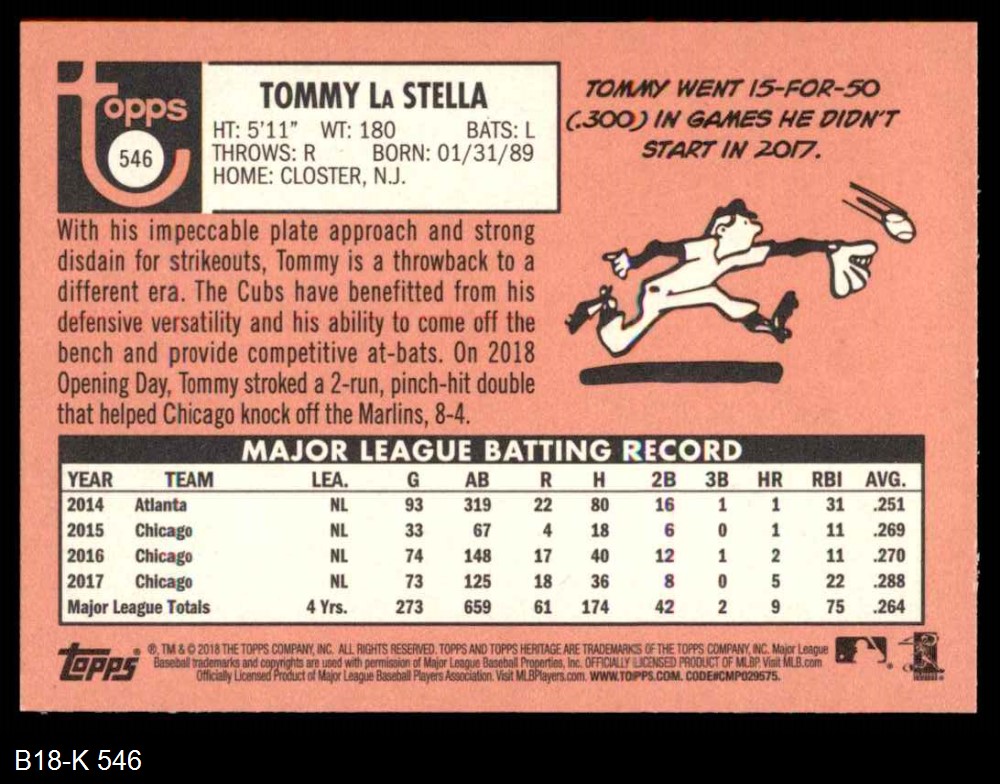 Topps
546
TOMMY LA STELLA
HT: 5'11" WT: 180 BATS: L
THROWS: R BORN: 01/31/89
HOME: CLOSTER, N.J.
TOMMY WENT 15-FOR-50
(.300) IN GAMES HE DIDN'T
START IN 2017.
With his impeccable plate approach and strong
disdain for strikeouts, Tommy is a throwback to a
different era. The Cubs have benefitted from his
defensive versatility and his ability to come off the
bench and provide competitive at-bats. On 2018
Opening Day, Tommy stroked a 2-run, pinch-hit double
that helped Chicago knock off the Marlins, 8-4.
MAJOR LEAGUE BATTING RECORD
YEAR TEAM LEA. G AB R H 2B 3B HR RBI AVG.
2014 Atlanta NL 93 319 22 80 16 1 1 31 .251
2015 Chicago NL 33 67 4 18 6 0 1 11 .269
2016 Chicago NL 74 148 17 40 12 1 2 11 .270
2017 Chicago NL 73 125 18 36 8 0 5 22 .288
Major League Totals 4 Yrs. 273 659 61 174 42 2 9 75 .264
Topps ®, TM & © 2018 THE TOPPS COMPANY, INC. ALL RIGHTS RESERVED. TOPPS AND TOPPS HERITAGE ARE TRADEMARKS OF THE TOPPS COMPANY, INC. Major League
Baseball trademarks and copyrights are used with permission of Major League Baseball Properties, Inc. OFFICIALLY LICENSED PRODUCT OF MLBP. Visit MLB.com
Officially Licensed Product of Major League Baseball Players Association. Visit MLBPlayers.com. WWW.TOPPS.COM. CODE#CMP029575.
B18-K 546